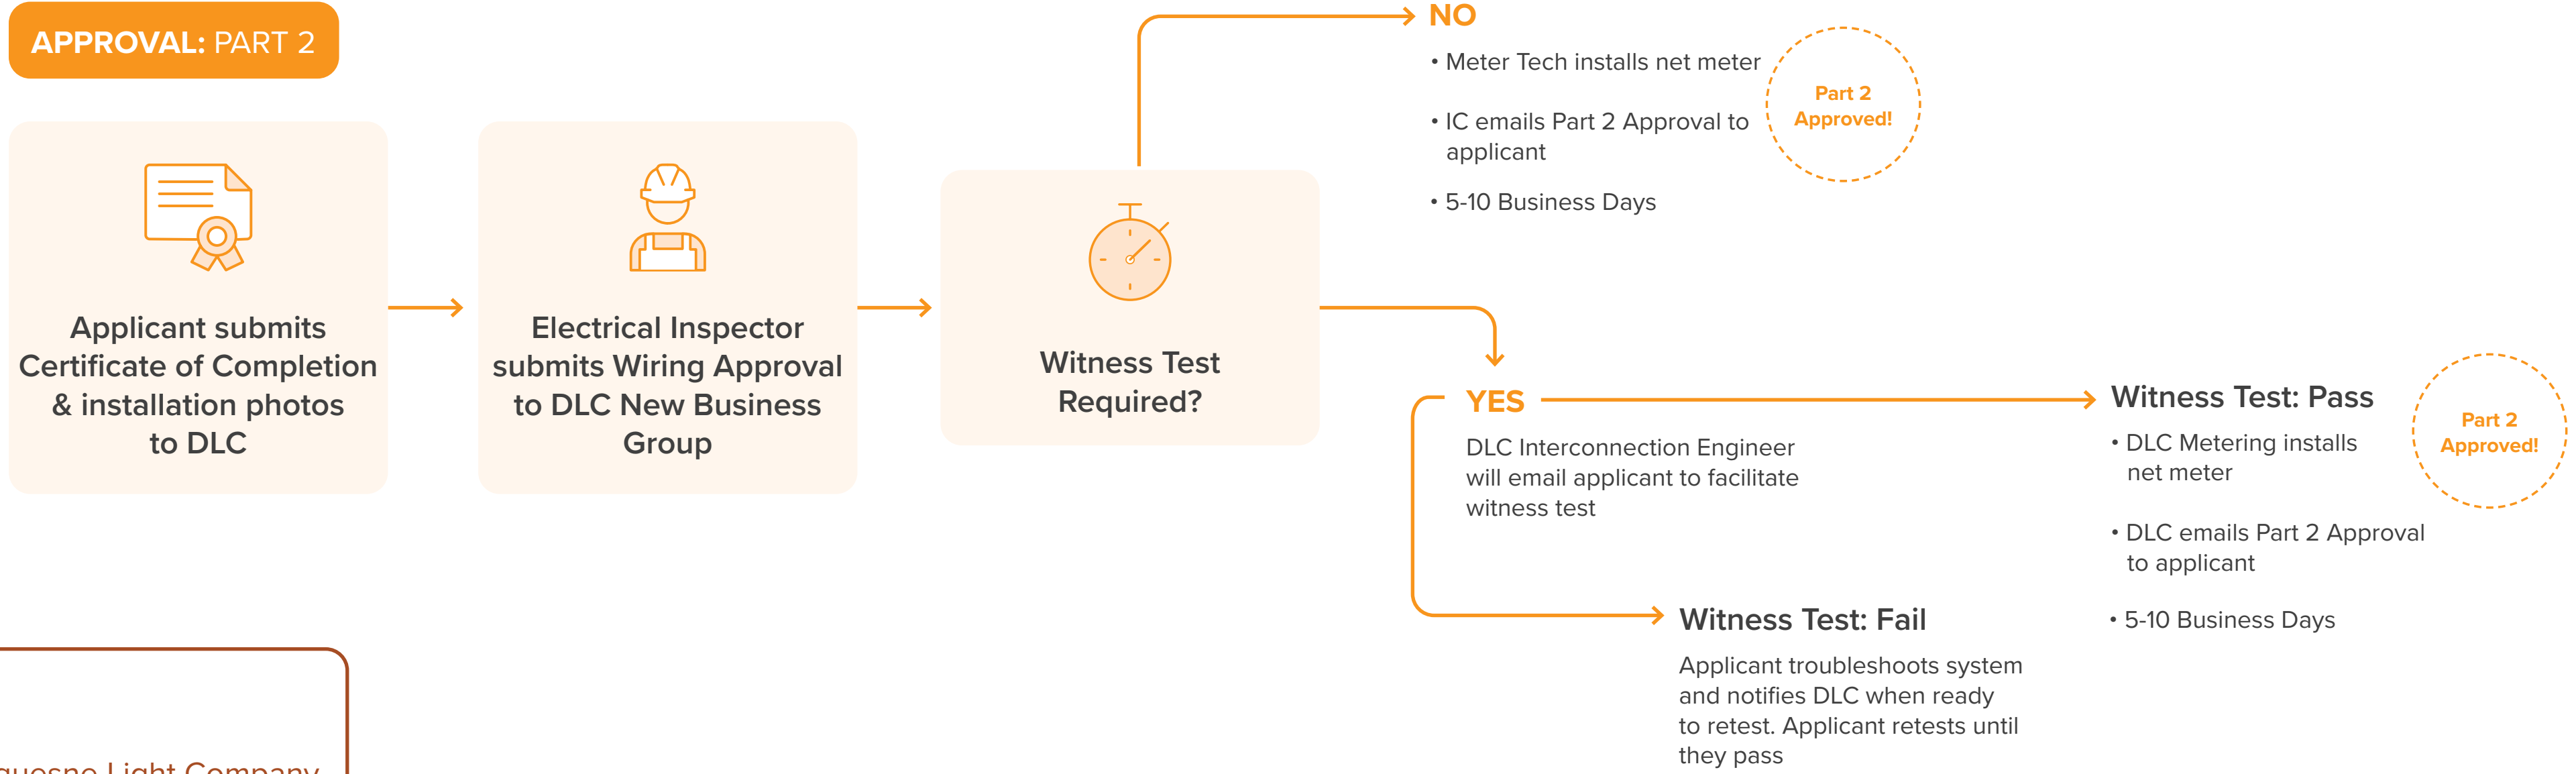 APPROVAL: PART 2
Applicant submits
Certificate of Completion
& installation photos
to DLC
Electrical Inspector
submits Wiring Approval
to DLC New Business
Group
Witness Test
Required?
NO
• Meter Tech installs net meter
• IC emails Part 2 Approval to
applicant
• 5-10 Business Days
Part 2
Approved!
YES
DLC Interconnection Engineer
will email applicant to facilitate
witness test
Witness Test: Pass
• DLC Metering installs
net meter
• DLC emails Part 2 Approval
to applicant
• 5-10 Business Days
Part 2
Approved!
Witness Test: Fail
Applicant troubleshoots system
and notifies DLC when ready
to retest. Applicant retests until
they pass
Light Company